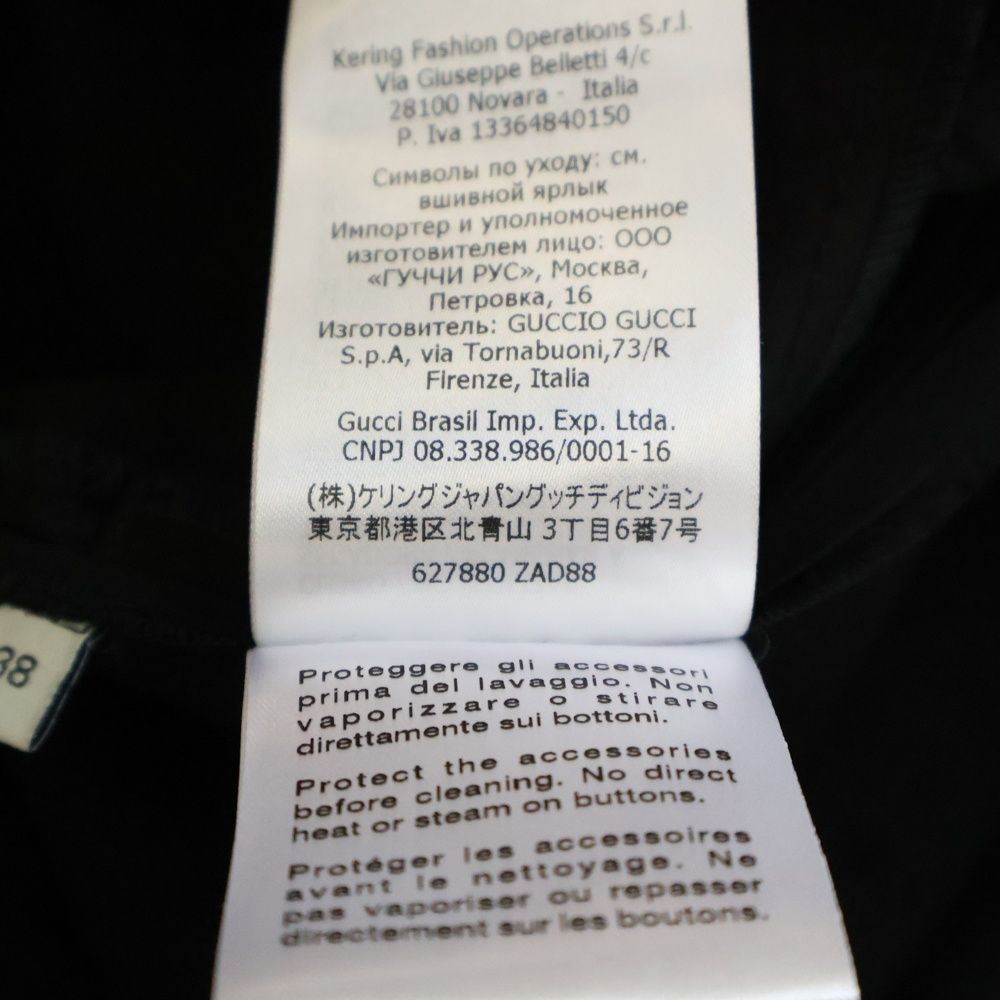 Kering Fashion Operations S.r.l.
Via Giuseppe Belletti 4/c
28100 Novara - Italia
P. Iva 13364840150
Символы по уходу: см.
вшивной ярлык
Импортер и уполномоченное
изготовителем лицо: ООО
«ГУЧЧИ РУС», Москва,
Петровка, 16
Изготовитель: GUCCIO GUCCI
S.p.A, via Tornabuoni,73/R
Firenze, Italia
Gucci Brasil Imp. Exp. Ltda.
CNPJ 08.338.986/0001-16
(株)ケリングジャパングッチディビジョン
東京都港区北青山 3丁目6番7号
627880 ZAD88
38
Proteggere gli accessori
prima del lavaggio. Non
vaporizzare o stirare
direttamente sui bottoni.
Protect the accessories
before cleaning. No direct
heat or steam on buttons.
Protéger les accessoires
avant le nettoyage. Ne
pas vaporiser ou repasser
directement sur les boutons.